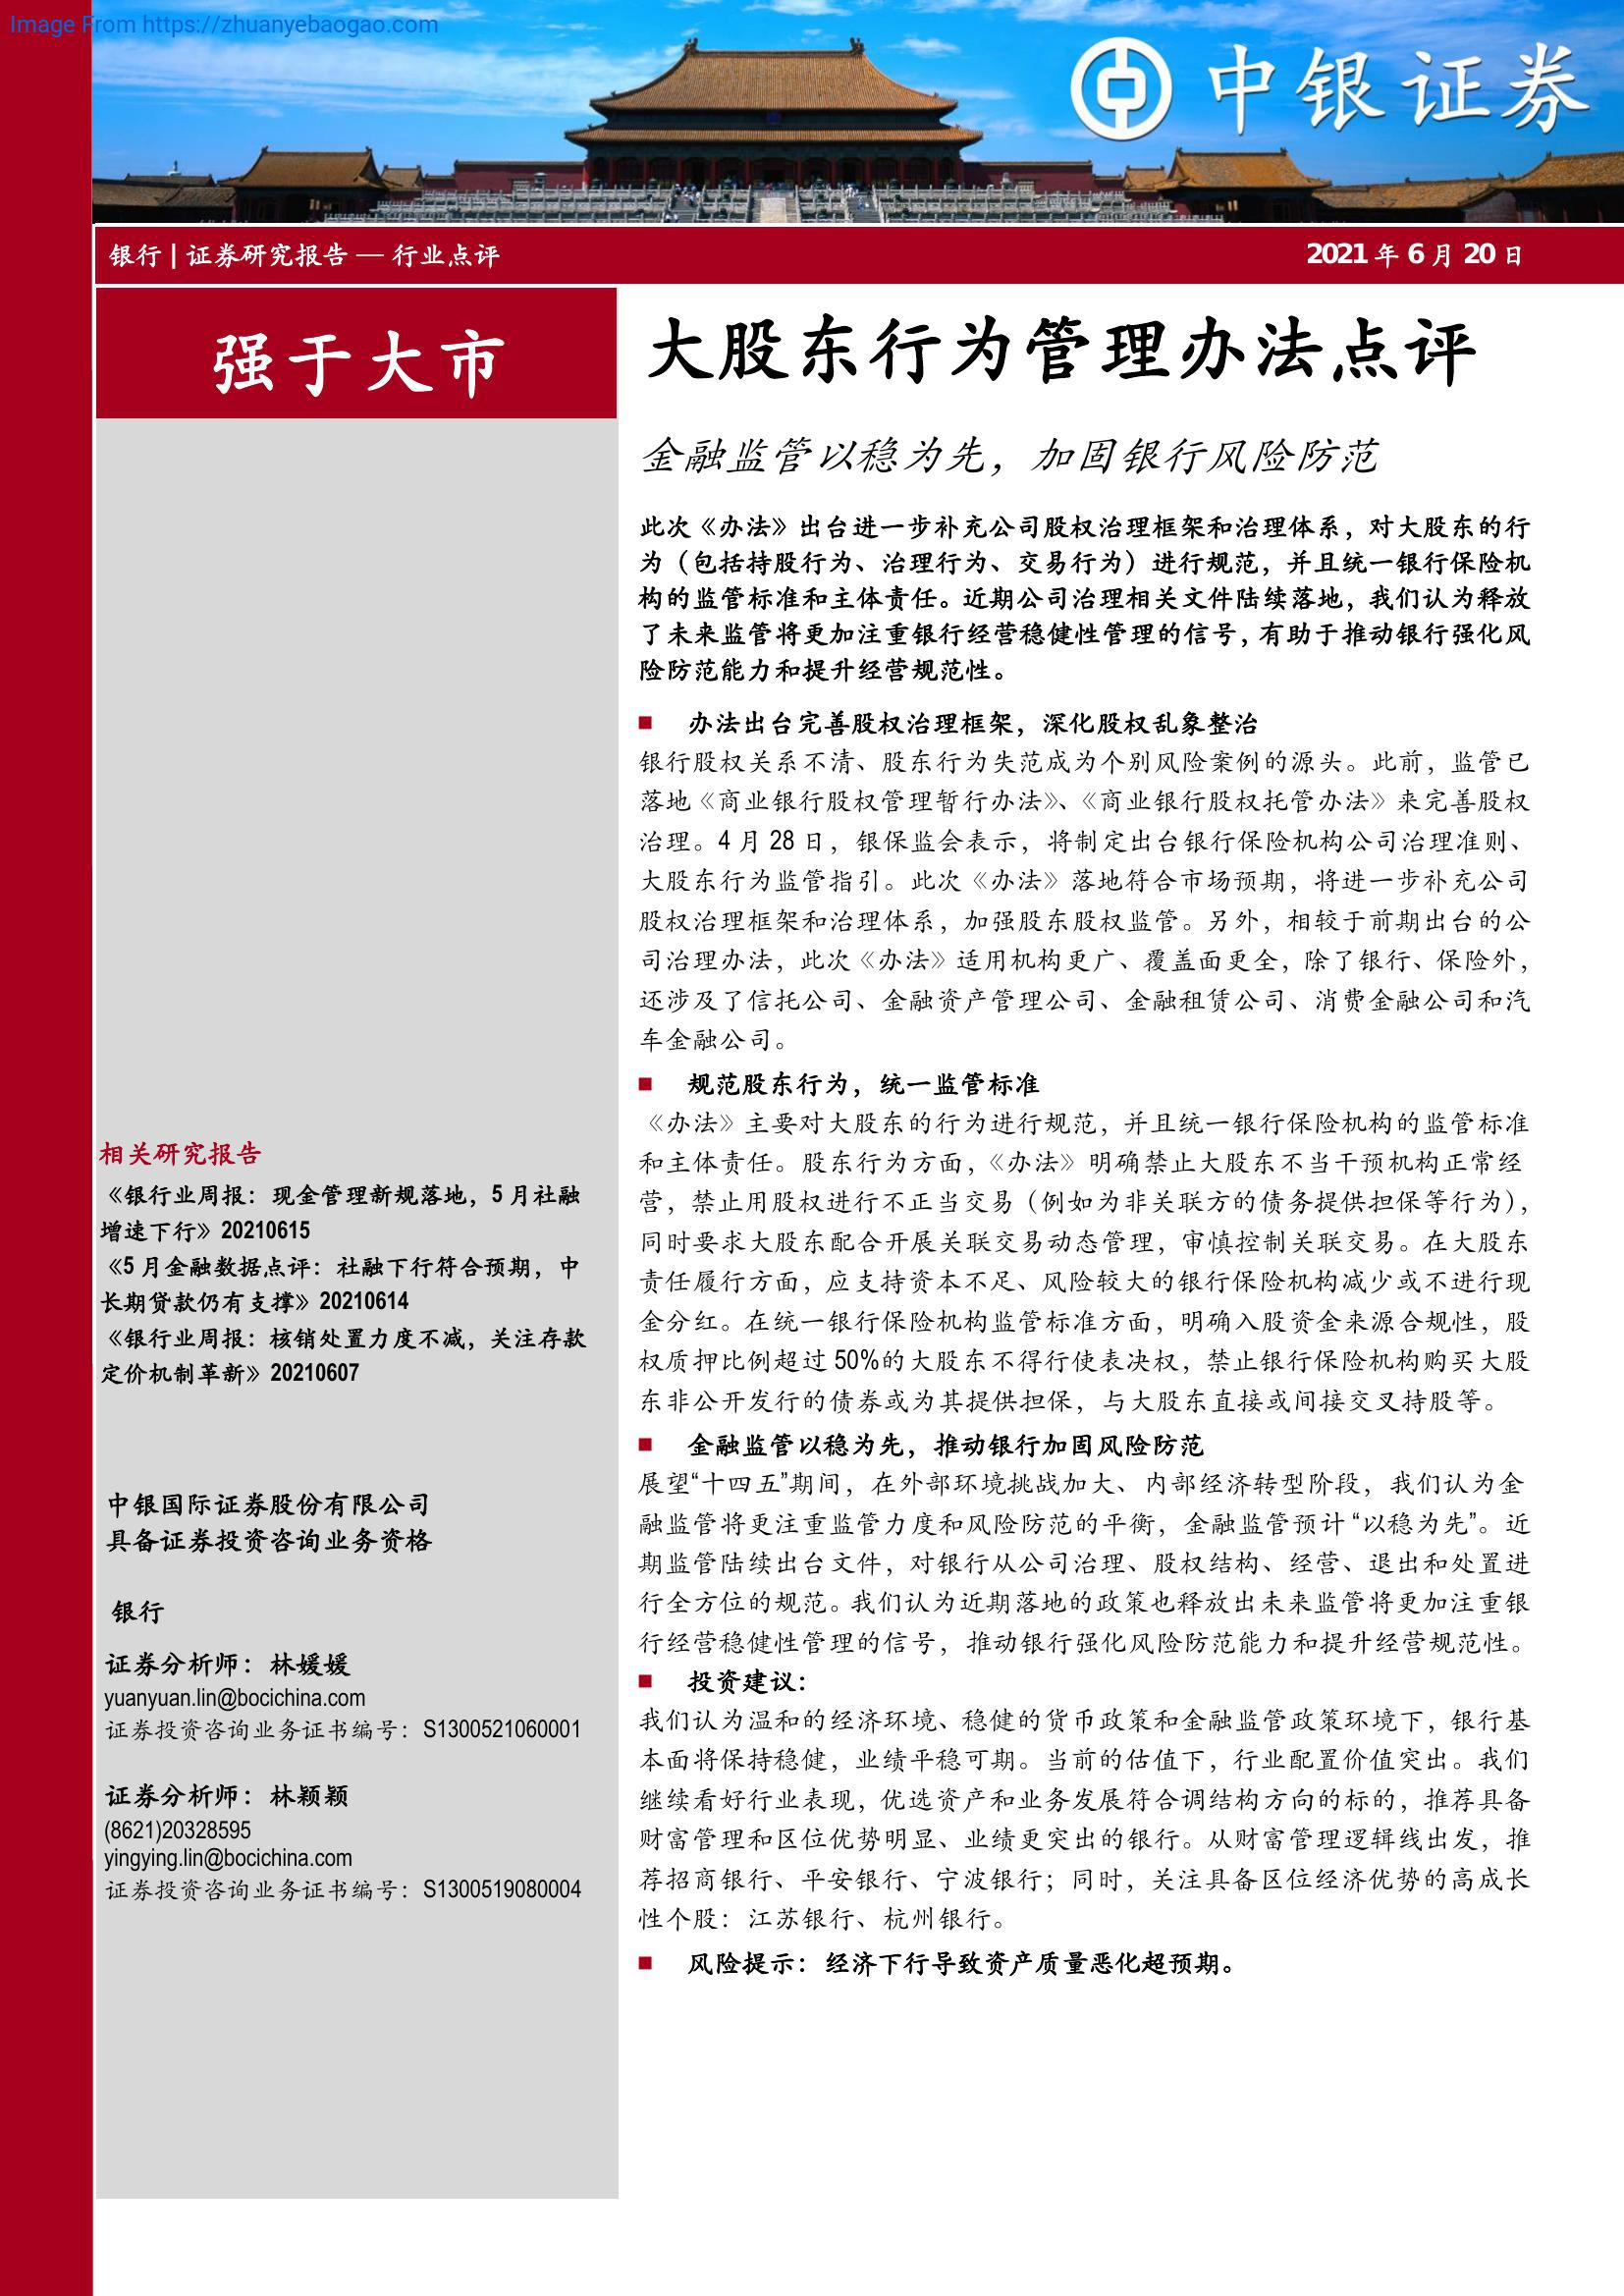 Image From https://zhuanyebaogao.com
中银证券
银行 | 证券研究报告 — 行业点评
2021 年 6 月 20 日
强于大市
大股东行为管理办法点评
金融监管以稳为先，加固银行风险防范
此次《办法》出台进一步补充公司股权治理框架和治理体系，对大股东的行
为（包括持股行为、治理行为、交易行为）进行规范，并且统一银行保险机
构的监管标准和主体责任。近期公司治理相关文件陆续落地，我们认为释放
了未来监管将更加注重银行经营稳健性管理的信号，有助于推动银行强化风
险防范能力和提升经营规范性。
■ 办法出台完善股权治理框架，深化股权乱象整治
银行股权关系不清、股东行为失范成为个别风险案例的源头。此前，监管已
落地《商业银行股权管理暂行办法》、《商业银行股权托管办法》来完善股权
治理。4 月 28 日，银保监会表示，将制定出台银行保险机构公司治理准则、
大股东行为监管指引。此次《办法》落地符合市场预期，将进一步补充公司
股权治理框架和治理体系，加强股东股权监管。另外，相较于前期出台的公
司治理办法，此次《办法》适用机构更广、覆盖面更全，除了银行、保险外，
还涉及了信托公司、金融资产管理公司、金融租赁公司、消费金融公司和汽
车金融公司。
■ 规范股东行为，统一监管标准
《办法》主要对大股东的行为进行规范，并且统一银行保险机构的监管标准
和主体责任。股东行为方面，《办法》明确禁止大股东不当干预机构正常经
营，禁止用股权进行不正当交易（例如为非关联方的债务提供担保等行为），
同时要求大股东配合开展关联交易动态管理，审慎控制关联交易。在大股东
责任履行方面，应支持资本不足、风险较大的银行保险机构减少或不进行现
金分红。在统一银行保险机构监管标准方面，明确入股资金来源合规性，股
权质押比例超过 50%的大股东不得行使表决权，禁止银行保险机构购买大股
东非公开发行的债券或为其提供担保，与大股东直接或间接交叉持股等。
■ 金融监管以稳为先，推动银行加固风险防范
展望“十四五”期间，在外部环境挑战加大、内部经济转型阶段，我们认为金
融监管将更注重监管力度和风险防范的平衡，金融监管预计 “以稳为先”。近
期监管陆续出台文件，对银行从公司治理、股权结构、经营、退出和处置进
行全方位的规范。我们认为近期落地的政策也释放出未来监管将更加注重银
行经营稳健性管理的信号，推动银行强化风险防范能力和提升经营规范性。
■ 投资建议：
我们认为温和的经济环境、稳健的货币政策和金融监管政策环境下，银行基
本面将保持稳健，业绩平稳可期。当前的估值下，行业配置价值突出。我们
继续看好行业表现，优选资产和业务发展符合调结构方向的标的，推荐具备
财富管理和区位优势明显、业绩更突出的银行。从财富管理逻辑线出发，推
荐招商银行、平安银行、宁波银行；同时，关注具备区位经济优势的高成长
性个股：江苏银行、杭州银行。
■ 风险提示：经济下行导致资产质量恶化超预期。
相关研究报告
《银行业周报：现金管理新规落地，5 月社融
增速下行》20210615
《5 月金融数据点评：社融下行符合预期，中
长期贷款仍有支撑》20210614
《银行业周报：核销处置力度不减，关注存款
定价机制革新》20210607
中银国际证券股份有限公司
具备证券投资咨询业务资格
银行
证券分析师：林媛媛
yuanyuan.lin@bocichina.com
证券投资咨询业务证书编号：S1300521060001
证券分析师：林颖颖
(8621)20328595
yingying.lin@bocichina.com
证券投资咨询业务证书编号：S1300519080004